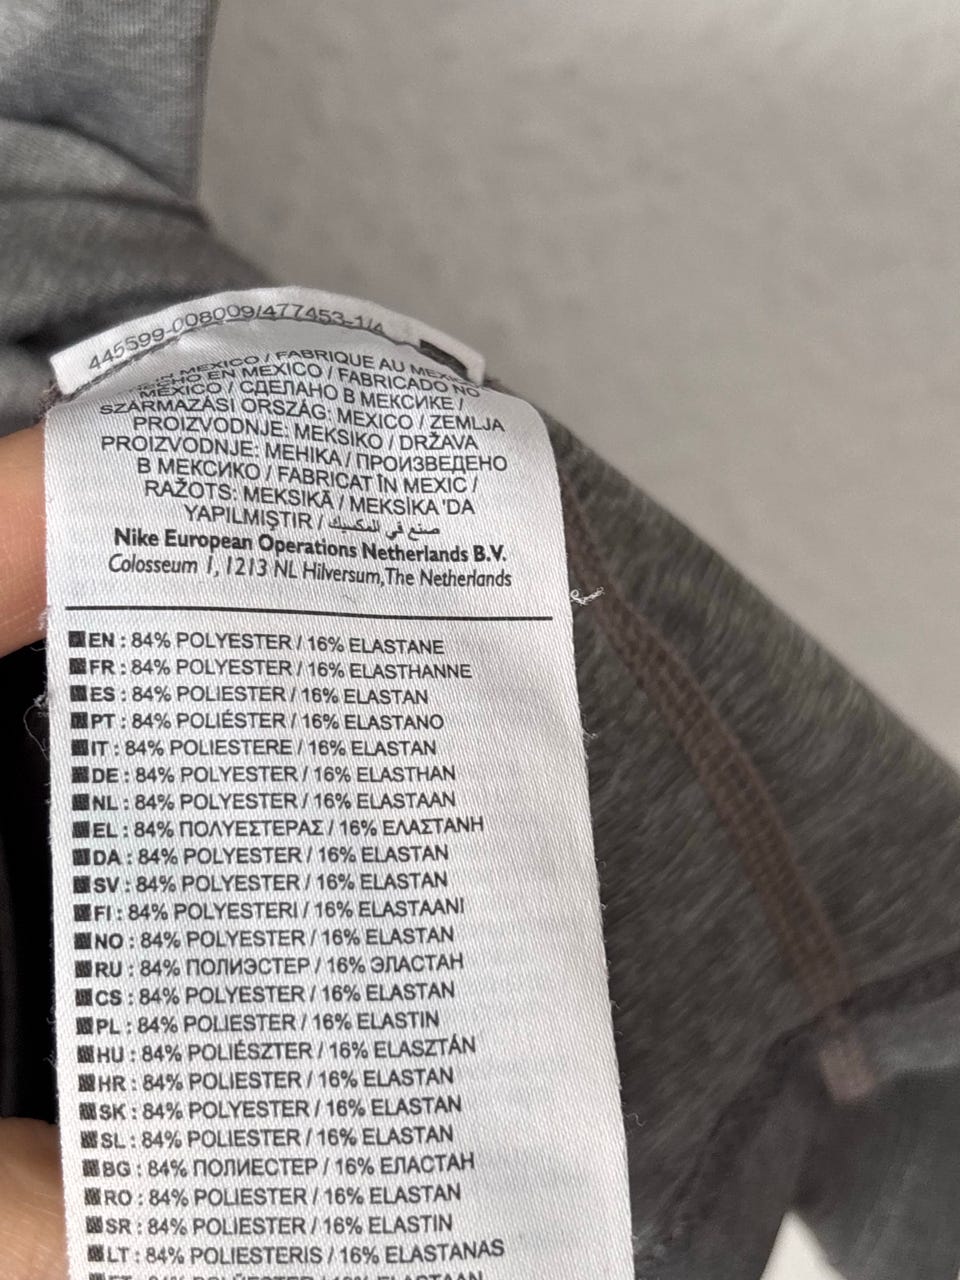 445599-008009/477453-1/4
IN MEXICO / FABRIQUE AU MEXIQUE
HECHO EN MEXICO / FABRICADO NO
MÉXICO / СДЕЛАНО В МЕКСИКЕ /
SZÁRMAZÁSI ORSZÁG: MEXICO / ZEMLJA
PROIZVODNJE: MEKSIKO / DRŽAVA
PROIZVODNJE: МЕНIКА / ПРОИЗВЕДЕНО
В МЕКСИКО / FABRICAT ÎN MEXIC /
RAŽOTS: MEKSIKĀ / MEKSİKA 'DA
YAPILMIŞTIR / صنع في المكسيك
Nike European Operations Netherlands B.V.
Colosseum 1, 1213 NL Hilversum,The Netherlands
EN : 84% POLYESTER / 16% ELASTANE
FR : 84% POLYESTER / 16% ELASTHANNE
ES : 84% POLIESTER / 16% ELASTAN
PT : 84% POLIÉSTER / 16% ELASTANO
IT : 84% POLIESTERE / 16% ELASTAN
DE : 84% POLYESTER / 16% ELASTHAN
NL : 84% POLYESTER / 16% ELASTAAN
EL : 84% ΠΟΛΥΕΣΤΕΡΑΣ / 16% ΕΛΑΣΤΑΝΗ
DA : 84% POLYESTER / 16% ELASTAN
SV : 84% POLYESTER / 16% ELASTAN
FI : 84% POLYESTERI / 16% ELASTAANI
NO : 84% POLYESTER / 16% ELASTAN
RU : 84% ПОЛИЭСТЕР / 16% ЭЛАСТАН
CS : 84% POLYESTER / 16% ELASTAN
PL : 84% POLIESTER / 16% ELASTIN
HU : 84% POLIÉSZTER / 16% ELASZTÁN
HR : 84% POLYESTER / 16% ELASTAN
SK : 84% POLYESTER / 16% ELASTAN
SL : 84% POLIESTER / 16% ELASTAN
BG : 84% ПОЛИЕСТЕР / 16% ЕЛАСТАН
RO : 84% POLIESTER / 16% ELASTAN
SR : 84% POLIESTER / 16% ELASTIN
LT : 84% POLIESTERIS / 16% ELASTANAS